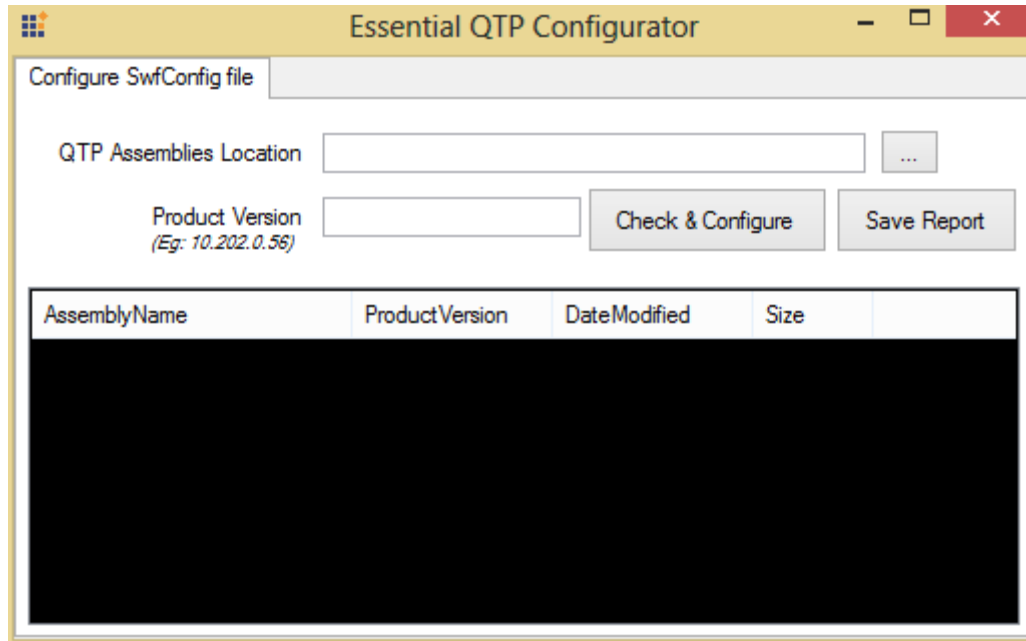 Essential QTP Configurator
Configure SwfConfig file
QTP Assemblies Location
...
Product Version
(Eg: 10.202.0.56)
Check & Configure
Save Report
AssemblyName ProductVersion DateModified Size